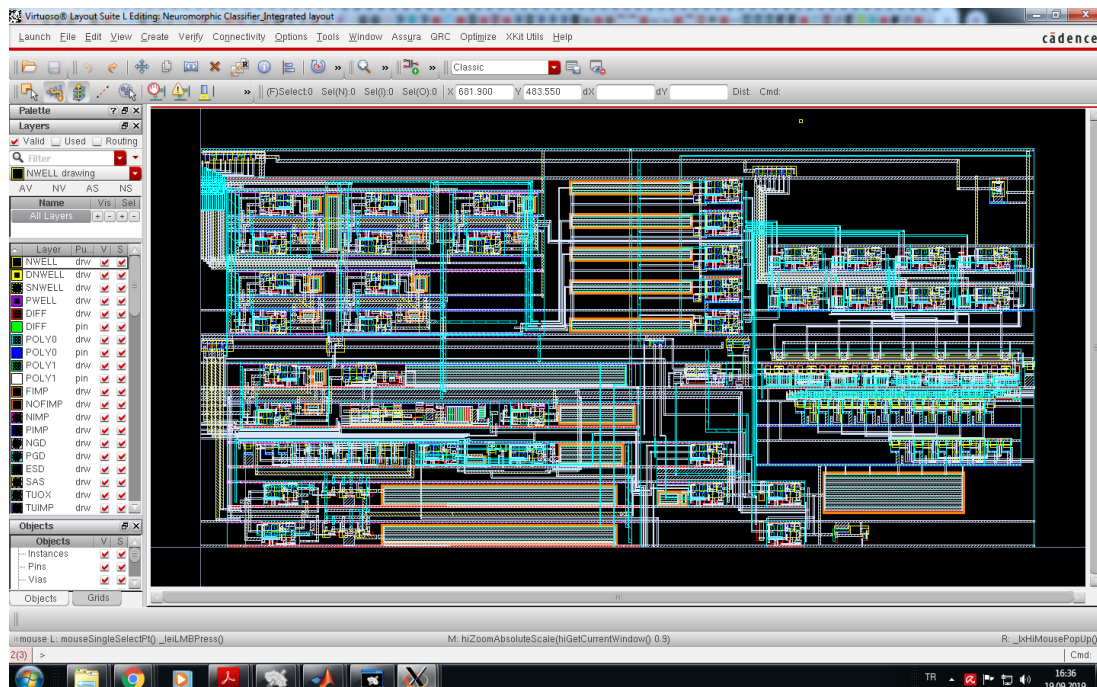 Virtuoso® Layout Suite L Editing: Neuromorphic Classifier_Integrated layout
Launch File Edit View Create Verify Connectivity Options Tools Window Assura QRC Optimize XKit Utils Help
cādence
» » » Classic
» (F)Select:0 Sel(N):0 Sel(I):0 Sel(O):0 X 681.900 Y 483.550 dX dY Dist: Cmd:
Palette
Layers
Valid Used Routing
Filter
NWELL drawing
AV NV AS NS
Name Vis Sel
All Layers + - + -
Layer Pu... V S
NWELL drw
DNWELL drw
SNWELL drw
PWELL drw
DIFF drw
DIFF pin
POLY0 drw
POLY0 pin
POLY1 drw
POLY1 pin
FIMP drw
NOFIMP drw
NIMP drw
PIMP drw
NGD drw
PGD drw
ESD drw
SAS drw
TUOX drw
TUIMP drw
Objects
Objects V S
Instances
Pins
Vias
Objects Grids
mouse L: mouseSingleSelectPt() _leiLMBPress() M: hiZoomAbsoluteScale(hiGetCurrentWindow() 0.9) R: _lxHiMousePopUp()
2(3) > Cmd:
TR 16:36
19.09.2019